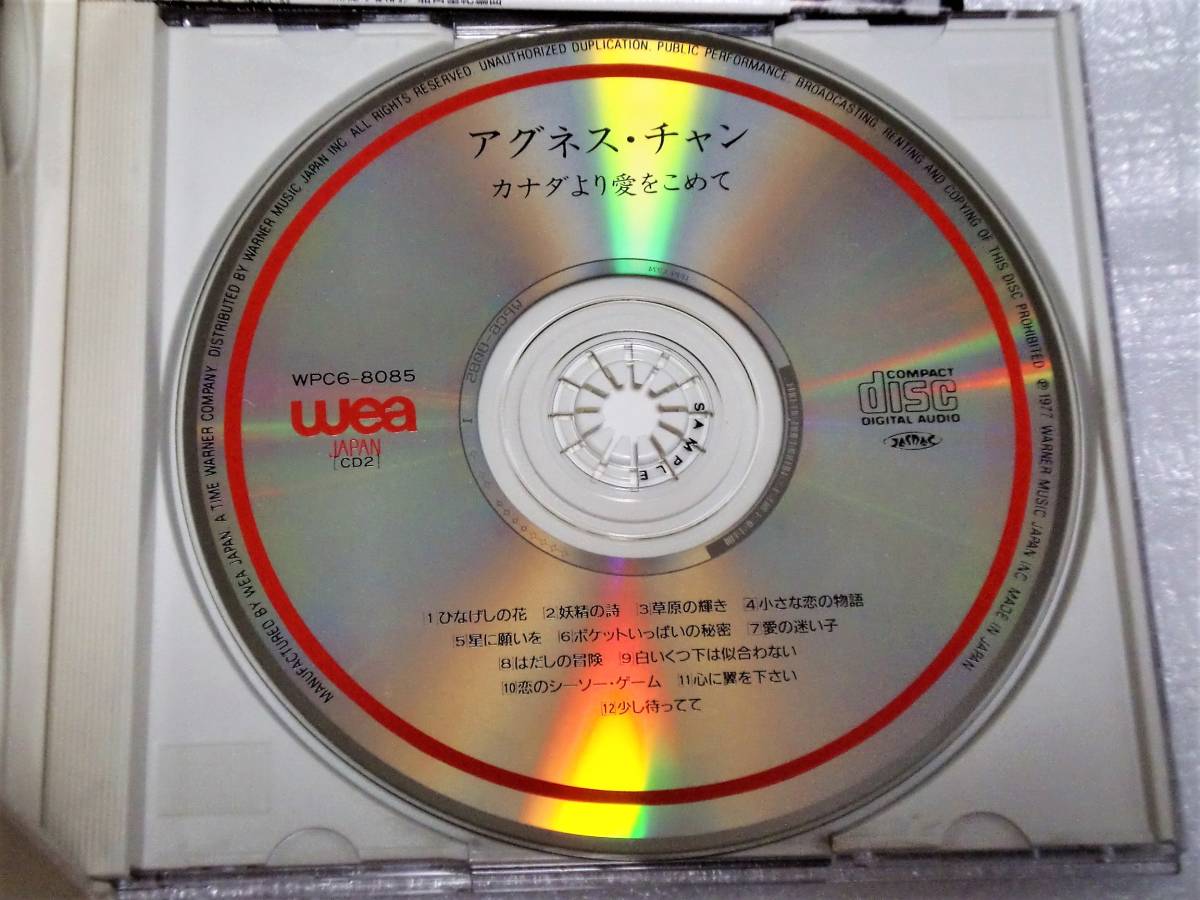 アグネス・チャン
カナダより愛をこめて
WPC6-8085
wea
JAPAN
CD2
COMPACT
disc
DIGITAL AUDIO
JASRAC
SAMPLE
1 ひなげしの花 2 妖精の詩 3 草原の輝き 4 小さな恋の物語
5 星に願いを 6 ポケットいっぱいの秘密 7 愛の迷い子
8 はだしの冒険 9 白いくつ下は似合わない
10 恋のシーソー・ゲーム 11 心に翼を下さい
12 少し待ってて
MANUFACTURED BY WEA JAPAN, A TIME WARNER COMPANY DISTRIBUTED BY WARNER MUSIC JAPAN INC. ALL RIGHTS RESERVED. UNAUTHORIZED DUPLICATION, PUBLIC PERFORMANCE, BROADCASTING, RENTING AND COPYING OF THIS DISC PROHIBITED ℗ 1977 WARNER MUSIC JAPAN INC. MADE IN JAPAN